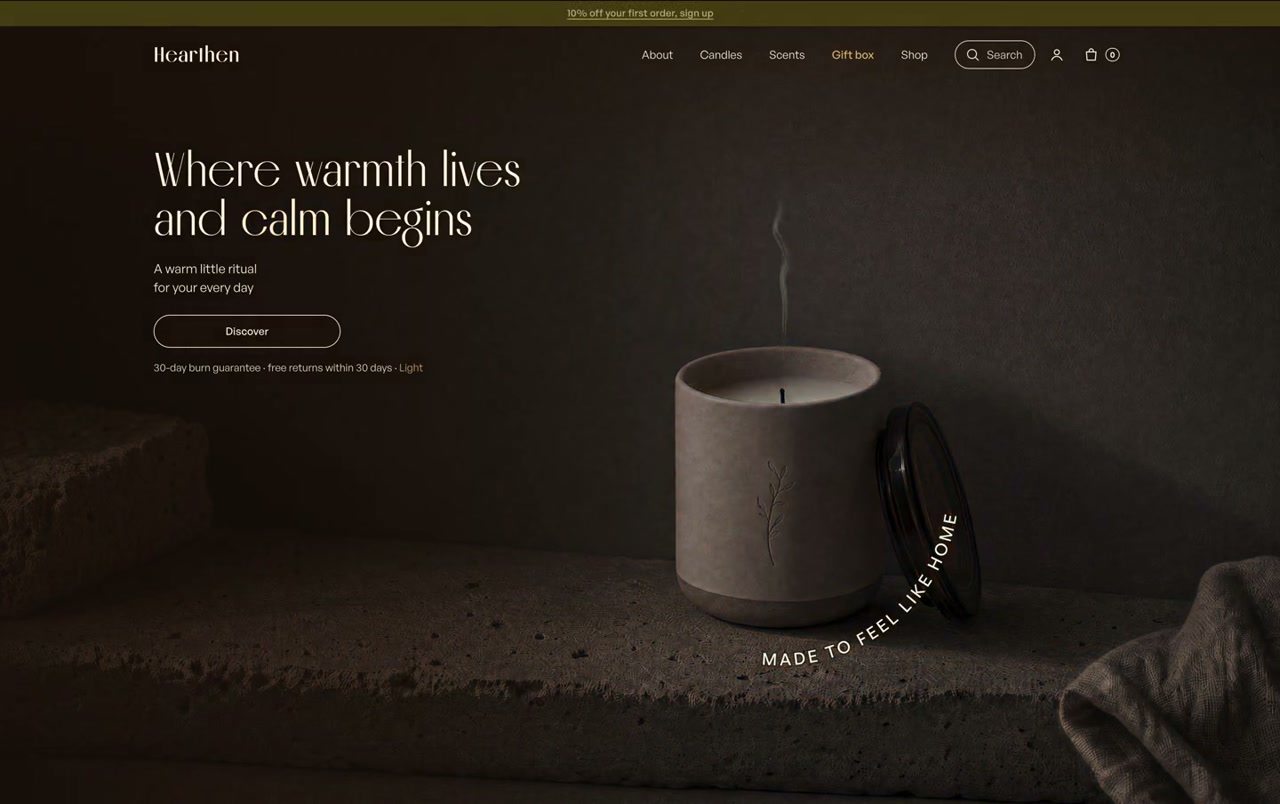 10% off your first order, sign up
Hearthen
About
Candles
Scents
Gift box
Shop
Search
0
Where warmth lives
and calm begins
A warm little ritual
for your every day
Discover
30-day burn guarantee · free returns within 30 days · Light
MADE TO FEEL LIKE HOME